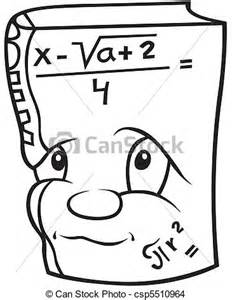 x - √a + 2
4 =
CanStock
πr² =
© Can Stock Photo - csp5510964